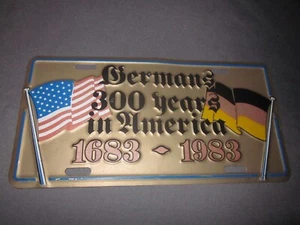 Germans
300 years
in America
1683 ◆ 1983